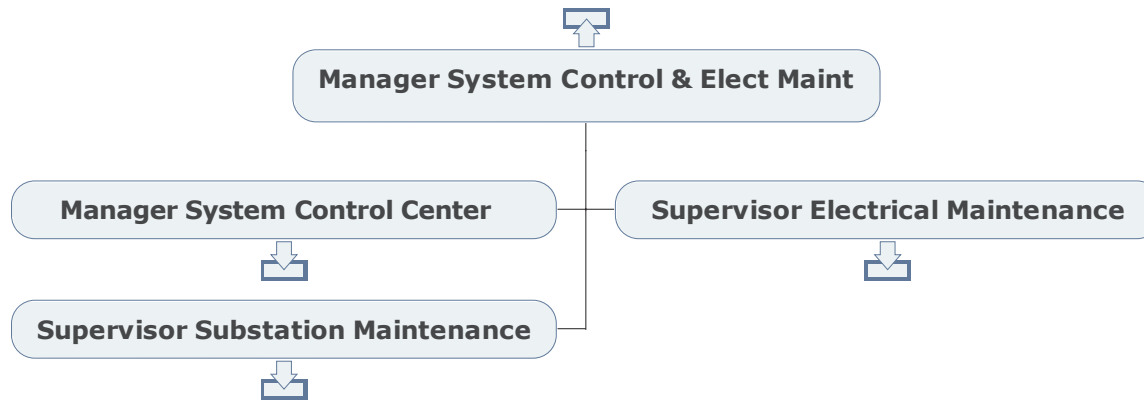 Manager System Control & Elect Maint
Manager System Control Center
Supervisor Electrical Maintenance
Supervisor Substation Maintenance